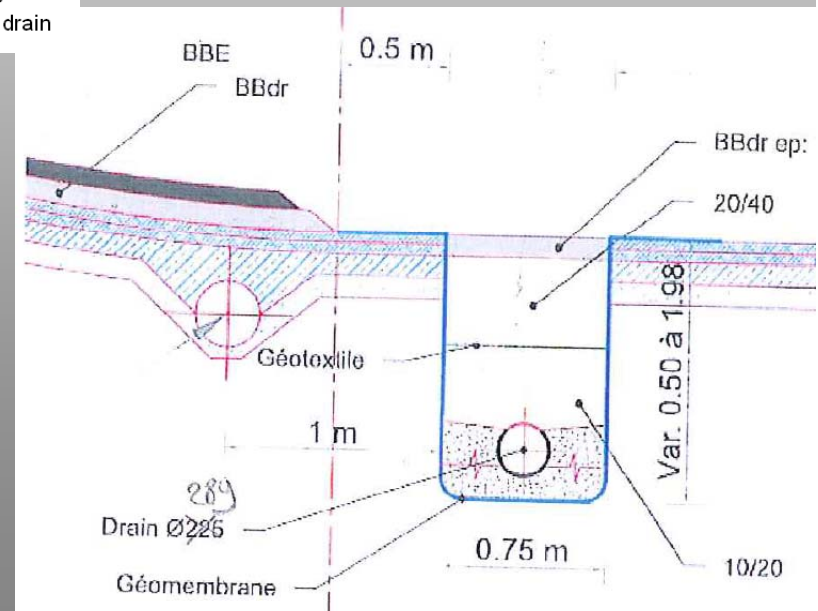 drain
BBE
0.5 m
BBdr
BBdr ep:
20/40
Géotextile
Var. 0.50 à 1.98
1 m
289
Drain Ø225
0.75 m
10/20
Géomembrane